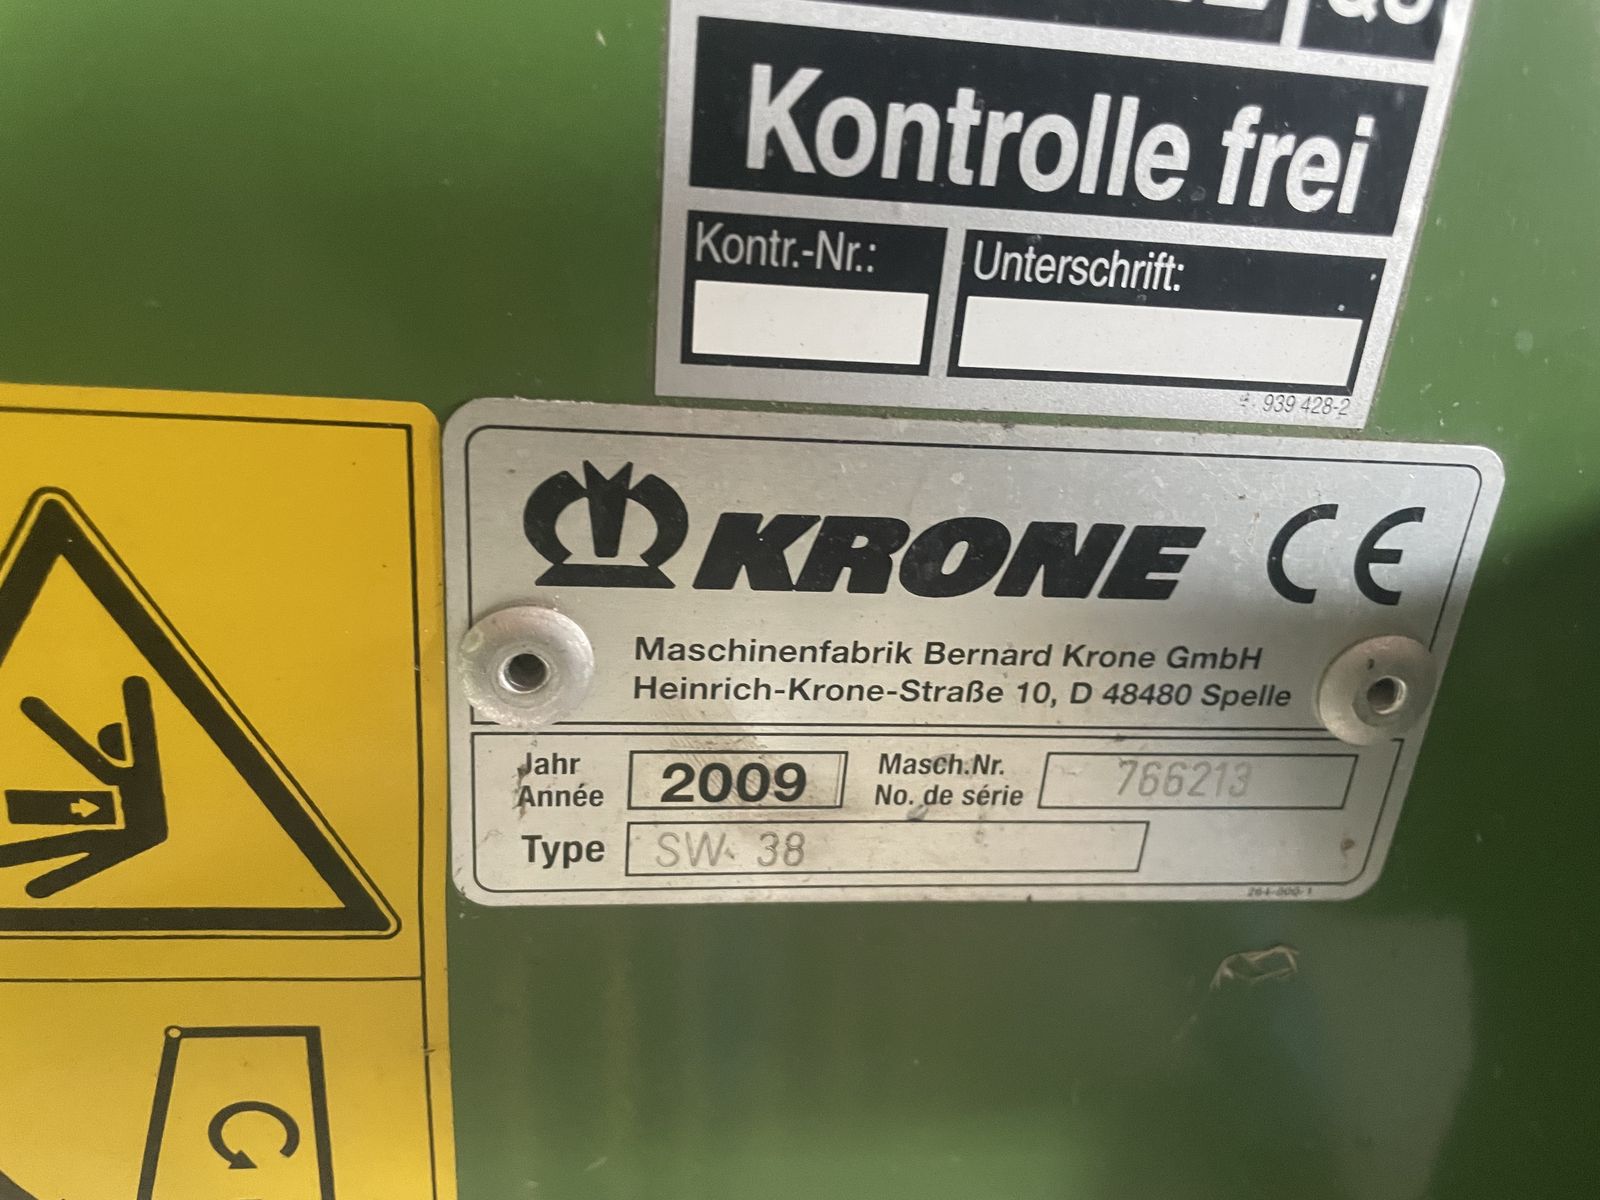 Kontrolle frei
Kontr.-Nr.: Unterschrift:
939 428-2
KRONE CE
Maschinenfabrik Bernard Krone GmbH
Heinrich-Krone-Straße 10, D 48480 Spelle
Jahr
Année
2009
Masch.Nr.
No. de série
766213
Type SW 38